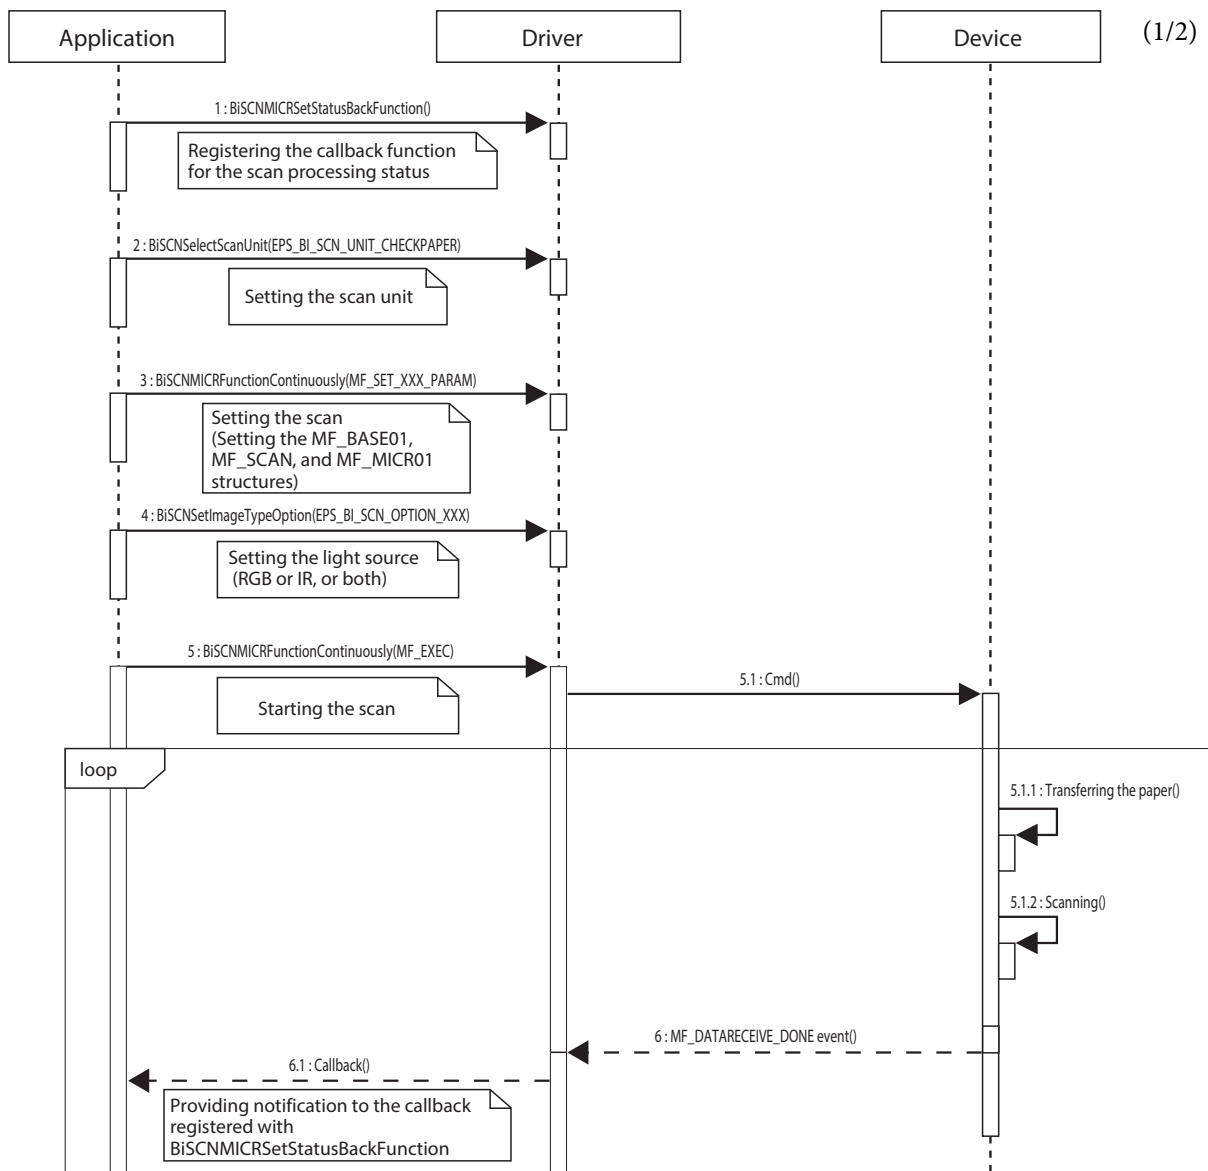 Application
Driver
Device
(1/2)
1 : BiSCNMICRSetStatusBackFunction()
Registering the callback function
for the scan processing status
2 : BiSCNSelectScanUnit(EPS_BI_SCN_UNIT_CHECKPAPER)
Setting the scan unit
3 : BiSCNMICRFunctionContinuously(MF_SET_XXX_PARAM)
Setting the scan
(Setting the MF_BASE01,
MF_SCAN, and MF_MICR01
structures)
4 : BiSCNSetImageTypeOption(EPS_BI_SCN_OPTION_XXX)
Setting the light source
(RGB or IR, or both)
5 : BiSCNMICRFunctionContinuously(MF_EXEC)
5.1 : Cmd()
Starting the scan
loop
5.1.1 : Transferring the paper()
5.1.2 : Scanning()
6 : MF_DATARECEIVE_DONE event()
6.1 : Callback()
Providing notification to the callback
registered with
BiSCNMICRSetStatusBackFunction